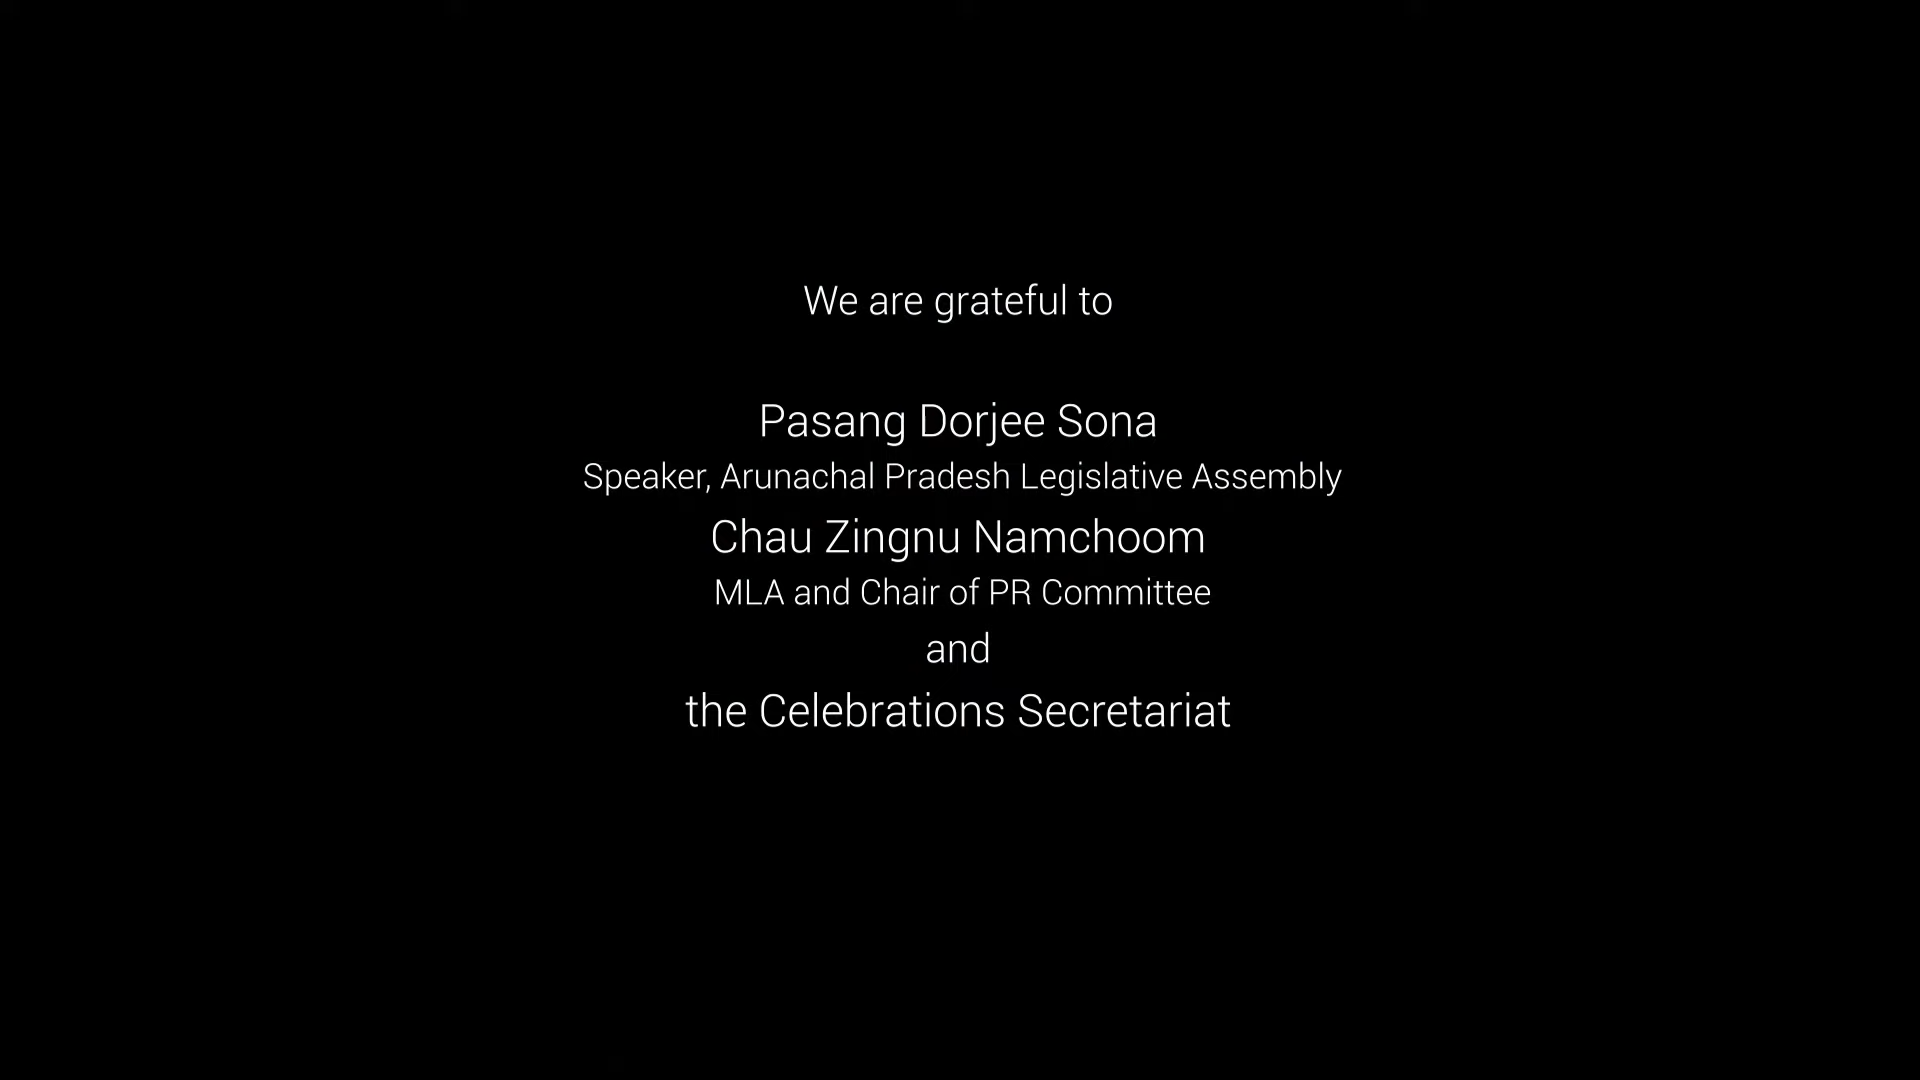 We are grateful to
Pasang Dorjee Sona
Speaker, Arunachal Pradesh Legislative Assembly
Chau Zingnu Namchoom
MLA and Chair of PR Committee
and
the Celebrations Secretariat